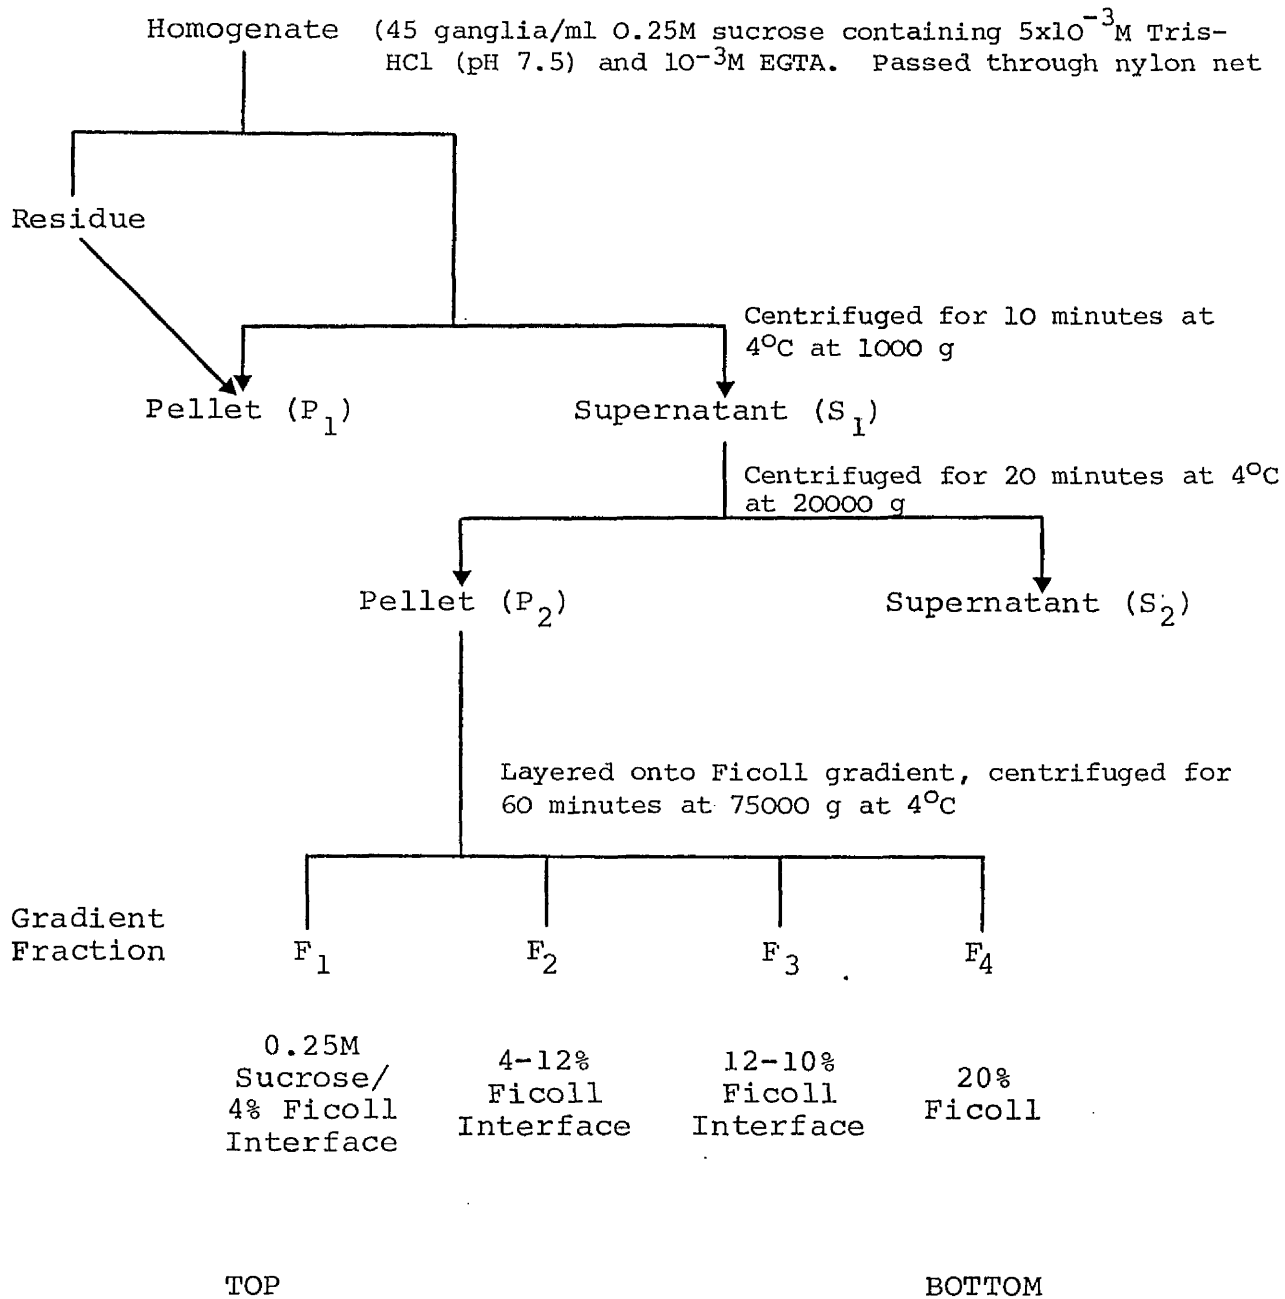 Homogenate (45 ganglia/ml 0.25M sucrose containing 5x10⁻³M Tris-
HCl (pH 7.5) and 10⁻³M EGTA. Passed through nylon net
Residue
Centrifuged for 10 minutes at
4°C at 1000 g
Pellet (P₁)
Supernatant (S₁)
Centrifuged for 20 minutes at 4°C
at 20000 g
Pellet (P₂)
Supernatant (S₂)
Layered onto Ficoll gradient, centrifuged for
60 minutes at 75000 g at 4°C
Gradient
Fraction
F₁
F₂
F₃
F₄
0.25M
Sucrose/
4% Ficoll
Interface
4-12%
Ficoll
Interface
12-10%
Ficoll
Interface
20%
Ficoll
TOP
BOTTOM